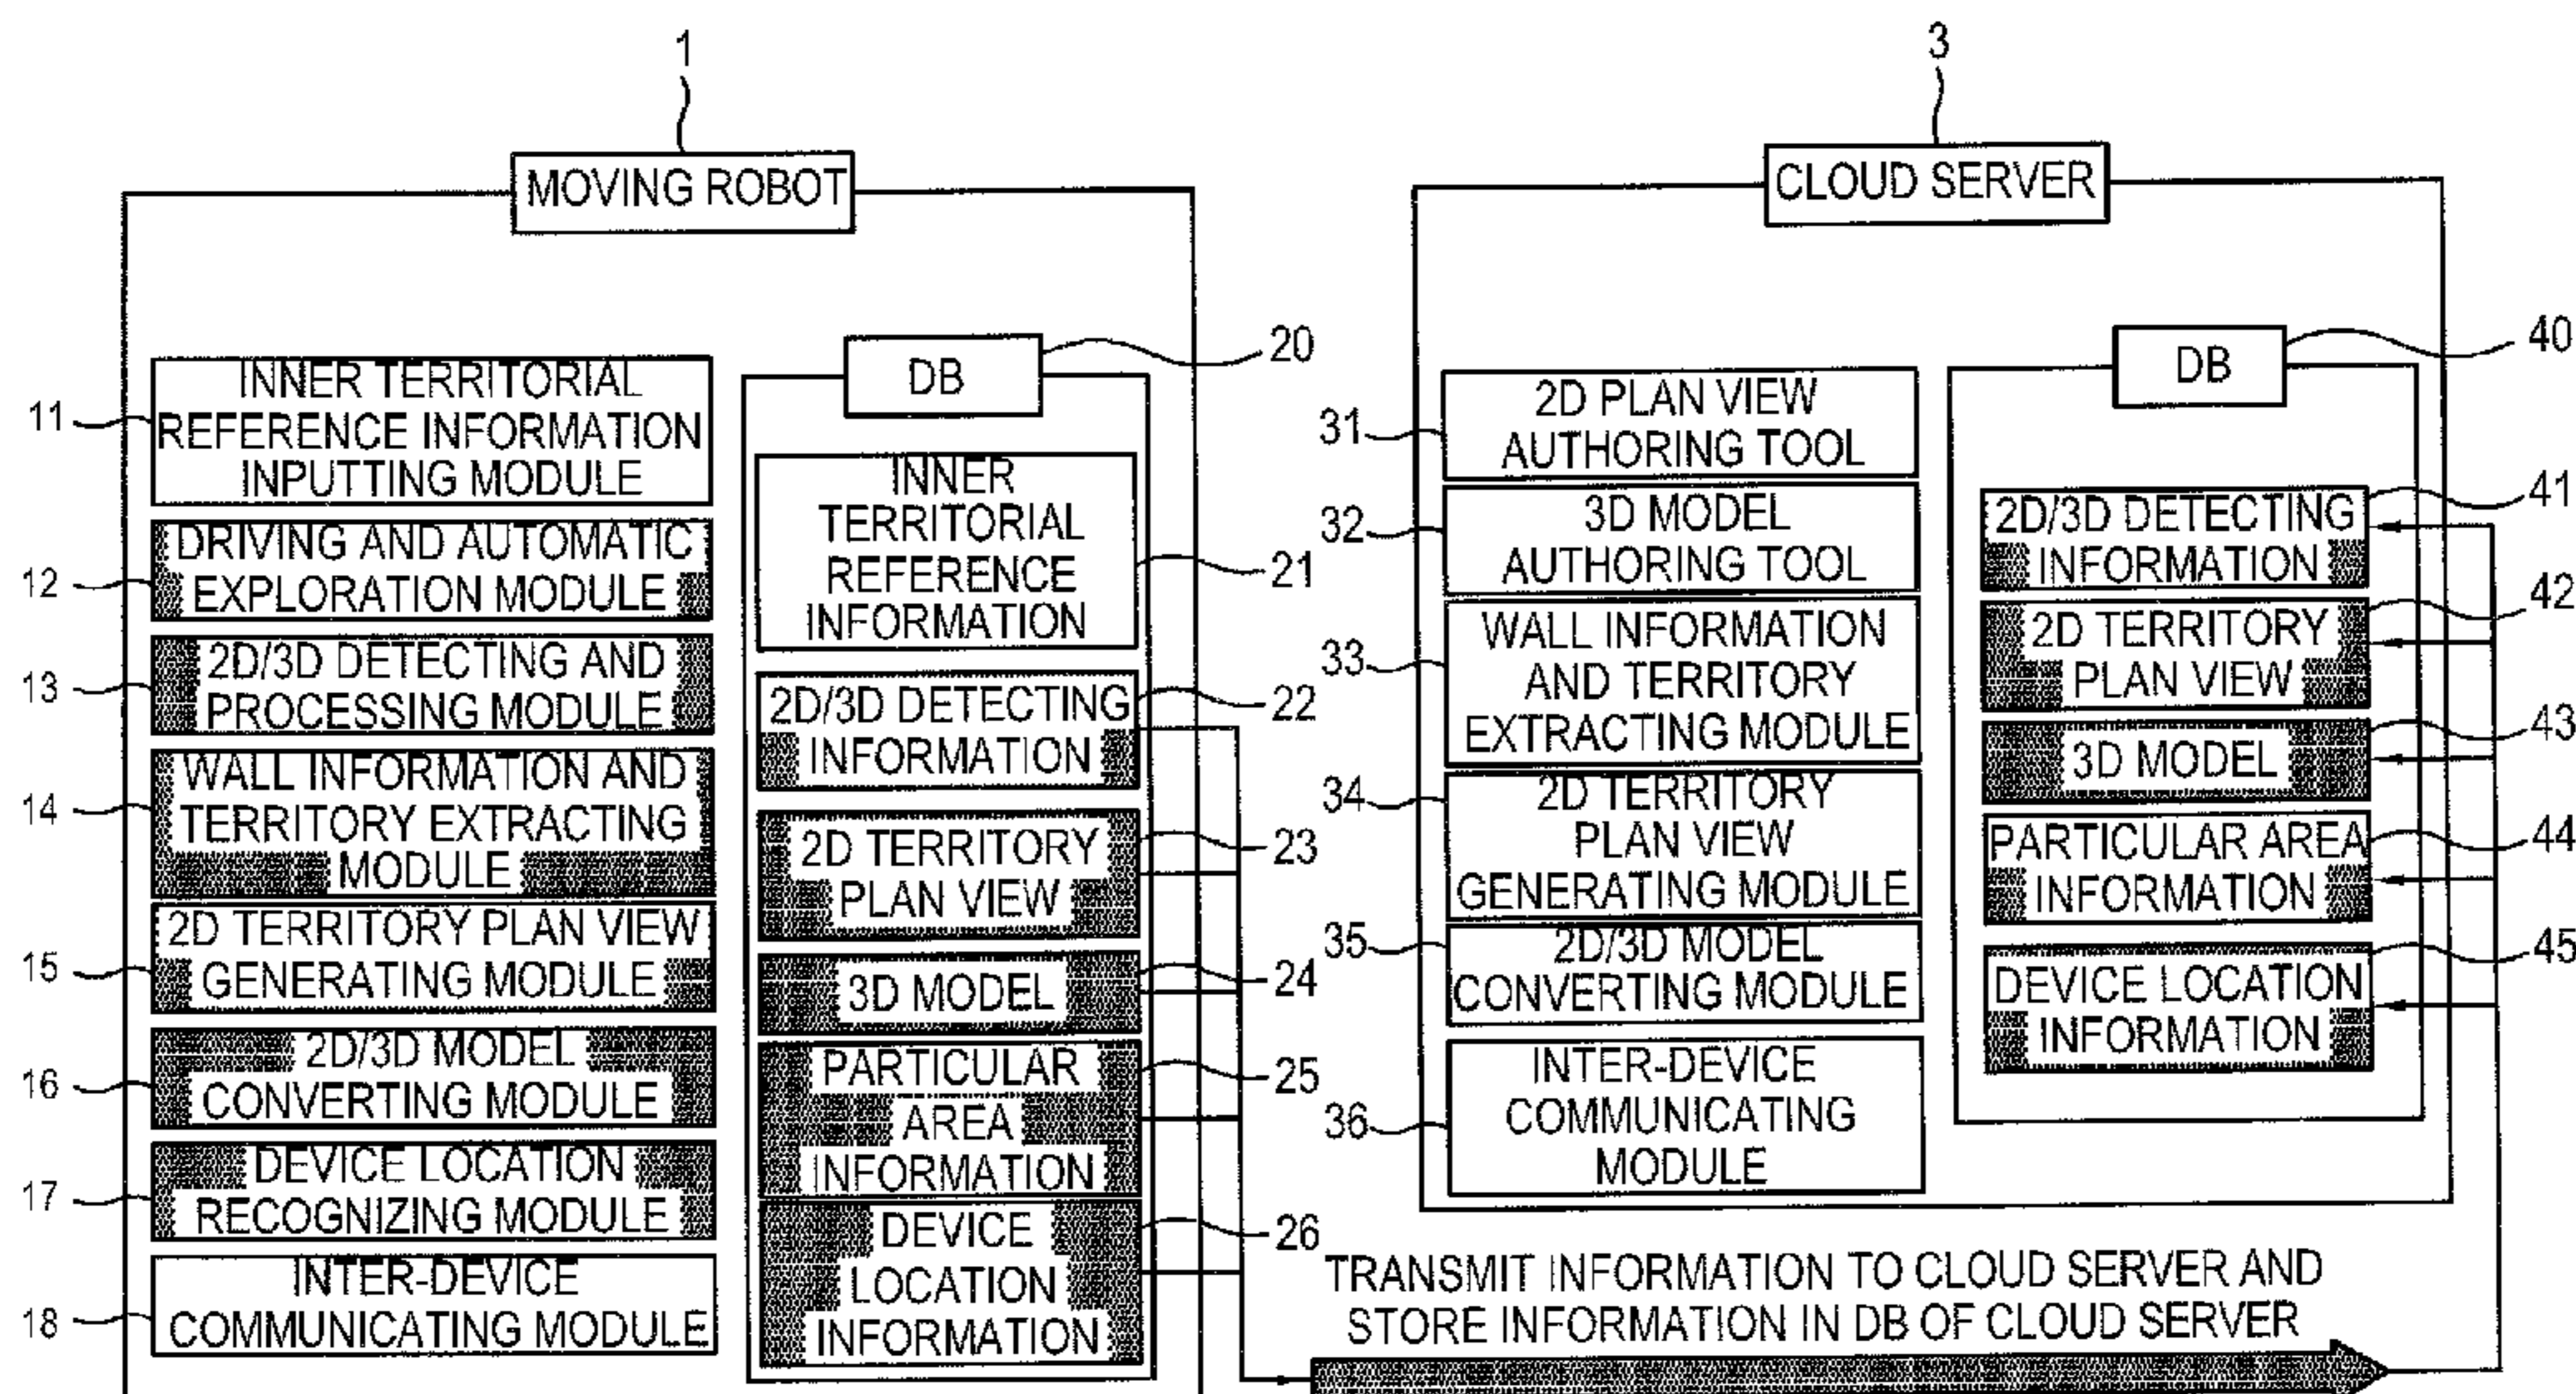 1
MOVING ROBOT
11
INNER TERRITORIAL
REFERENCE INFORMATION
INPUTTING MODULE
12
DRIVING AND AUTOMATIC
EXPLORATION MODULE
13
2D/3D DETECTING AND
PROCESSING MODULE
14
WALL INFORMATION AND
TERRITORY EXTRACTING
MODULE
15
2D TERRITORY PLAN VIEW
GENERATING MODULE
16
2D/3D MODEL
CONVERTING MODULE
17
DEVICE LOCATION
RECOGNIZING MODULE
18
INTER-DEVICE
COMMUNICATING MODULE
DB
20
INNER
TERRITORIAL
REFERENCE
INFORMATION
21
2D/3D DETECTING
INFORMATION
22
2D TERRITORY
PLAN VIEW
23
3D MODEL
24
PARTICULAR
AREA
INFORMATION
25
DEVICE
LOCATION
INFORMATION
26
3
CLOUD SERVER
31
2D PLAN VIEW
AUTHORING TOOL
32
3D MODEL
AUTHORING TOOL
33
WALL INFORMATION
AND TERRITORY
EXTRACTING MODULE
34
2D TERRITORY
PLAN VIEW
GENERATING MODULE
35
2D/3D MODEL
CONVERTING MODULE
36
INTER-DEVICE
COMMUNICATING
MODULE
DB
40
2D/3D DETECTING
INFORMATION
41
2D TERRITORY
PLAN VIEW
42
3D MODEL
43
PARTICULAR AREA
INFORMATION
44
DEVICE LOCATION
INFORMATION
45
TRANSMIT INFORMATION TO CLOUD SERVER AND
STORE INFORMATION IN DB OF CLOUD SERVER